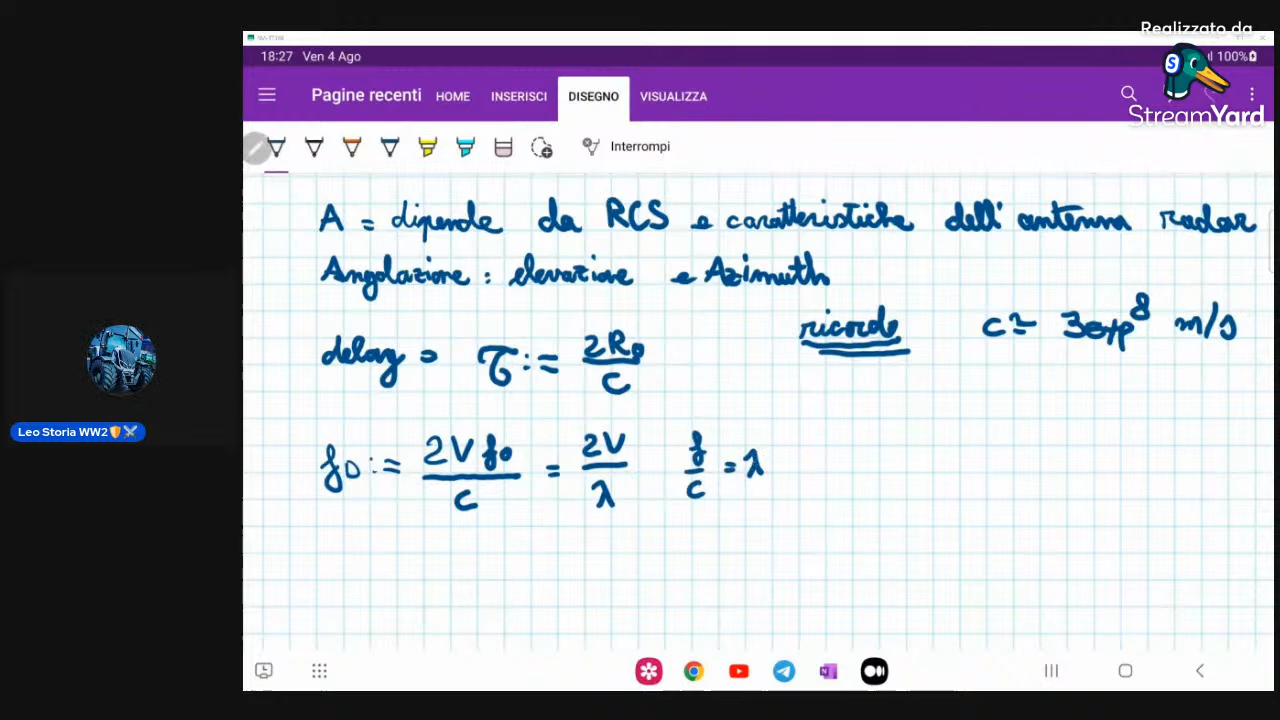 Realizzato da
StreamYard
18:27 Ven 4 Ago
100%
Pagine recenti HOME INSERISCI DISEGNO VISUALIZZA
Interrompi
A = dipende da RCS e caratteristiche dell'antenna radar
Angolazione : elevazione e Azimuth
ricorda c ≃ 3exp^8 m/s
delay = τ := 2R0/c
fD := 2V f0/c = 2V/λ f/c = λ
Leo Storia WW2🛡️⚔️